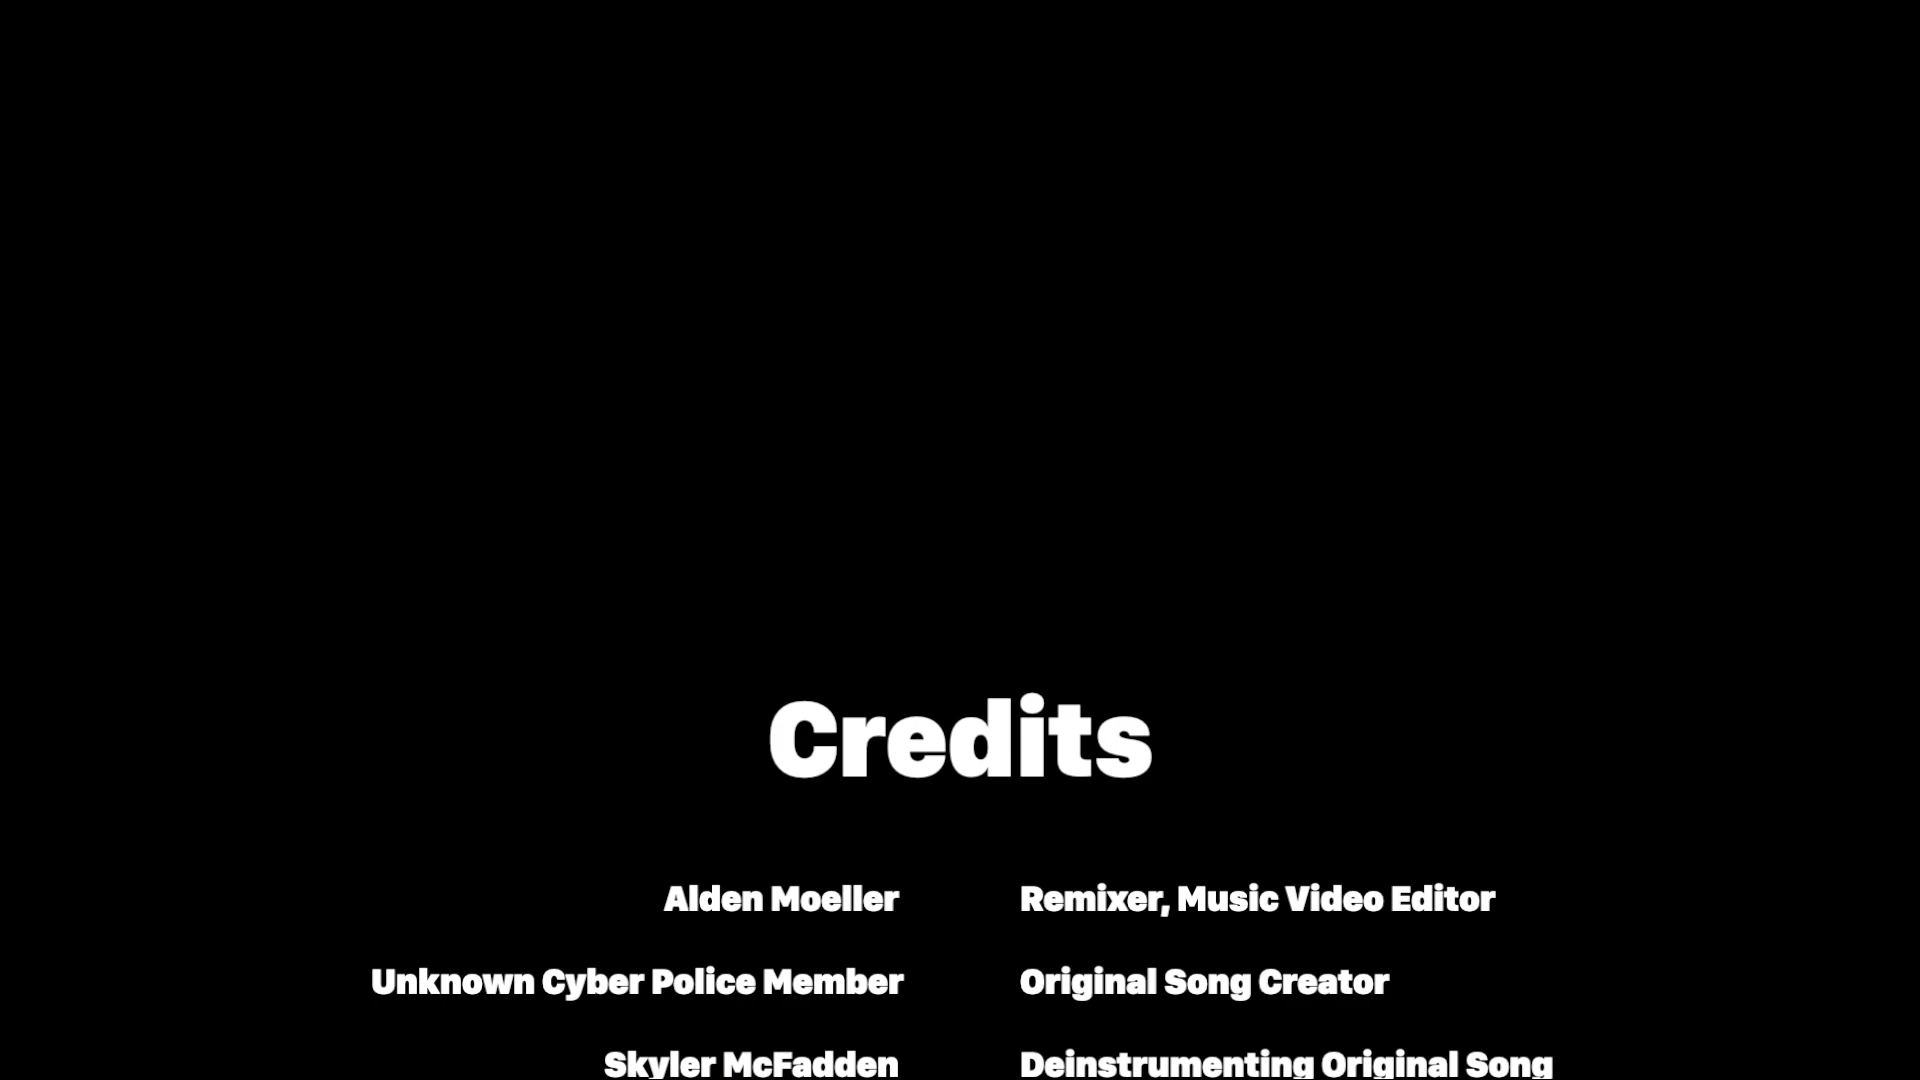 Credits
Alden Moeller Remixer, Music Video Editor
Unknown Cyber Police Member Original Song Creator
Skyler McFadden Deinstrumenting Original Song